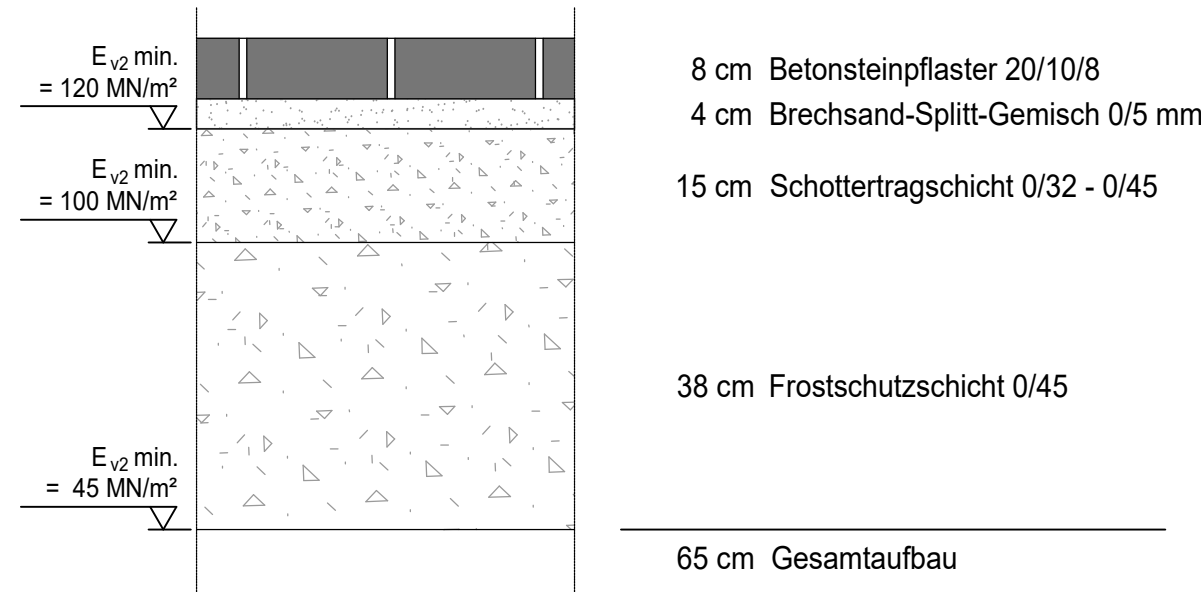 E v2 min.
= 120 MN/m²
8 cm Betonsteinpflaster 20/10/8
4 cm Brechsand-Splitt-Gemisch 0/5 mm
E v2 min.
= 100 MN/m²
15 cm Schottertragschicht 0/32 - 0/45
38 cm Frostschutzschicht 0/45
E v2 min.
= 45 MN/m²
65 cm Gesamtaufbau